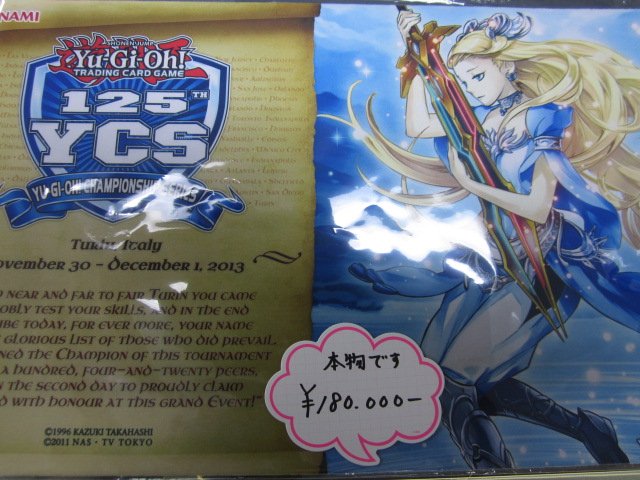 KONAMI
SHONEN JUMP
Yu-Gi-Oh!
TRADING CARD GAME
125TH
YCS
YU-GI-OH! CHAMPIONSHIP SERIES
Turin, Italy
November 30 - December 1, 2013
near and far to fair Turin you came
nobly test your skills, and in the end
be today, for ever more, your name
glorious list of those who did prevail.
ned the Champion of this tournament
a hundred, four-and-twenty peers,
n the second day to proudly claim
d with honour at this Grand Event!"
©1996 KAZUKI TAKAHASHI
©2011 NAS・TV TOKYO
本物です
¥180.000-